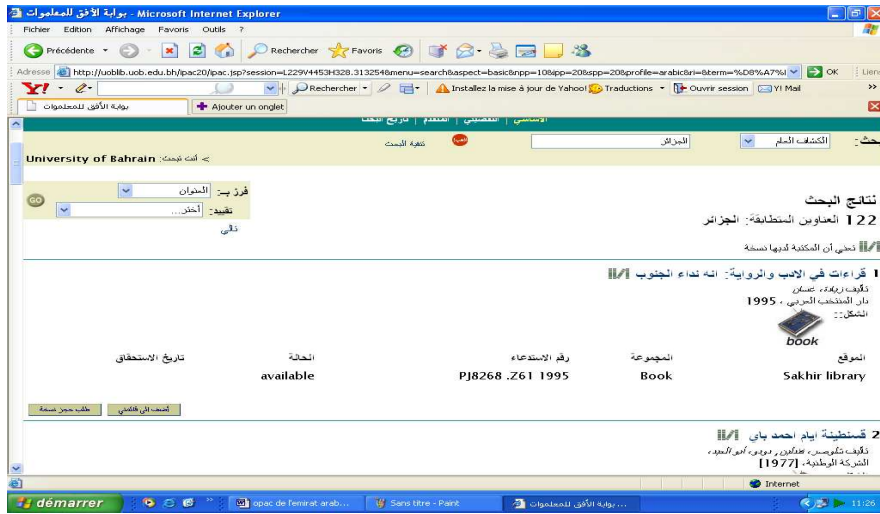 بوابة الأفق للمعلومات - Microsoft Internet Explorer
Fichier Edition Affichage Favoris Outils ?
Précédente Rechercher Favoris
Adresse http://uoblib.uob.edu.bh/ipac20/ipac.jsp?session=L229V4453H328.313254&menu=search&aspect=basic&npp=10&ipp=20&spp=20&profile=arabic&ri=&term=%D8%A7%l OK Liens
Y! Rechercher Installez la mise à jour de Yahoo! Traductions Ouvrir session Y! Mail »
بوابة الأفق للمعلومات Ajouter un onglet
الأساسي | التفصيلي | المتقدم | تاريخ البحث
بحث: الكشاف العام الجزائر تنقية البحث
> أنت تبحث: University of Bahrain
فرز بـ: العنوان
تقييد: أختر... GO
تالي
نتائج البحث
122 العناوين المتطابقة: الجزائر
تعني أن المكتبة لديها نسخة
1 قراءات في الادب والرواية: انه نداء الجنوب
تأليف زيادة، غسان
دار المنتخب العربي ، 1995
الشكل::
book
الموقع المجموعة رقم الاستدعاء الحالة تاريخ الاستحقاق
Sakhir library Book PJ8268 .Z61 1995 available
أضف الى قائمتي طلب حجز نسخة
2 قسنطينة ايام احمد باي
الشركة الوطنية، [1977]
Internet
démarrer » opac de l'emirat arab... Sans titre - Paint بوابة الأفق للمعلومات... 11:26